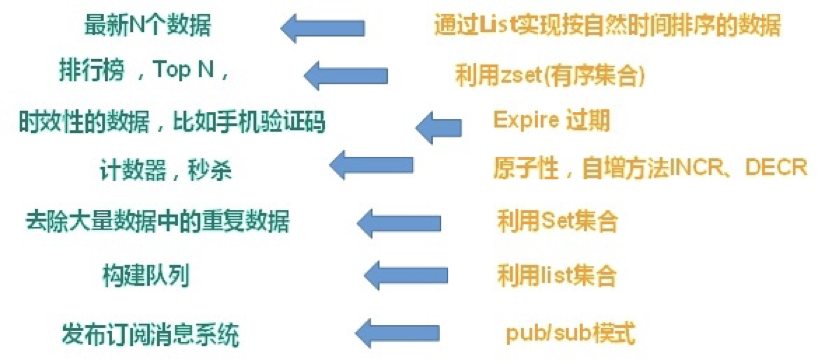 最新N个数据 通过List实现按自然时间排序的数据
排行榜，Top N， 利用zset(有序集合)
时效性的数据，比如手机验证码 Expire 过期
计数器，秒杀 原子性，自增方法INCR、DECR
去除大量数据中的重复数据 利用Set集合
构建队列 利用list集合
发布订阅消息系统 pub/sub模式